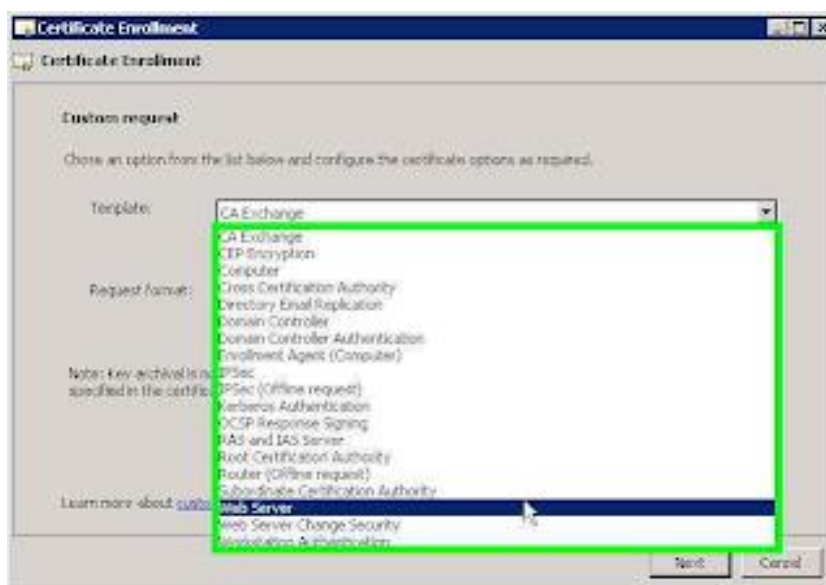 Certificate Enrollment
Certificate Enrollment
Custom request
Chose an option from the list below and configure the certificate options as required.
Template:
CA Exchange
CA Exchange
CEP Encryption
Computer
Cross Certification Authority
Directory Email Replication
Domain Controller
Request format:
Domain Controller Authentication
Enrollment Agent (Computer)
IPSec
Note: Key archival is
IPSec (Offline request)
specified in the certific
Kerberos Authentication
OCSP Response Signing
RAS and IAS Server
Root Certification Authority
Router (Offline request)
Subordinate Certification Authority
Learn more about custo
Web Server
Web Server Change Security
Workstation Authentication
Next
Cancel